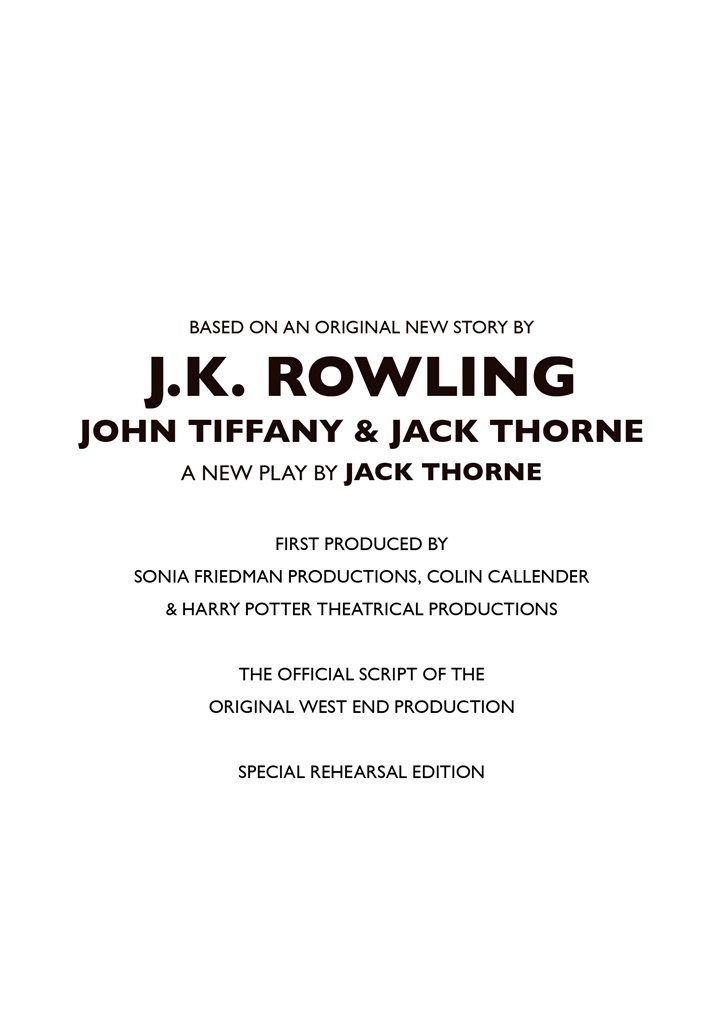 BASED ON AN ORIGINAL NEW STORY BY
J.K. ROWLING
JOHN TIFFANY & JACK THORNE
A NEW PLAY BY JACK THORNE
FIRST PRODUCED BY
SONIA FRIEDMAN PRODUCTIONS, COLIN CALLENDER
& HARRY POTTER THEATRICAL PRODUCTIONS
THE OFFICIAL SCRIPT OF THE
ORIGINAL WEST END PRODUCTION
SPECIAL REHEARSAL EDITION